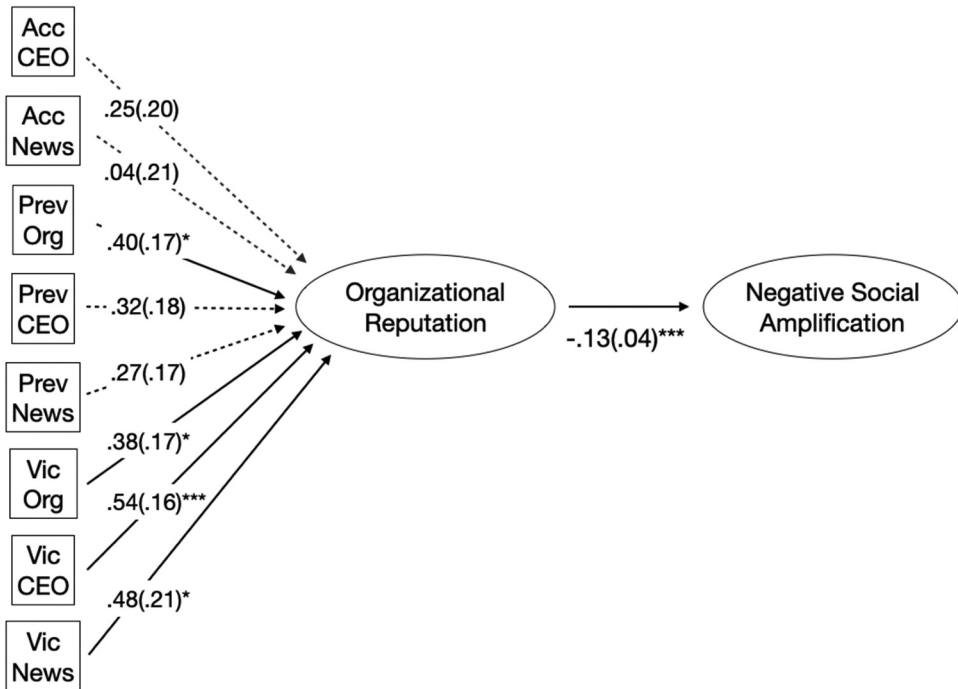 Acc
CEO
.25(.20)
Acc
News
.04(.21)
Prev
Org
.40(.17)*
Prev
CEO
.32(.18)
Prev
News
.27(.17)
Vic
Org
.38(.17)*
Vic
CEO
.54(.16)***
Vic
News
.48(.21)*
Organizational
Reputation
-.13(.04)***
Negative Social
Amplification